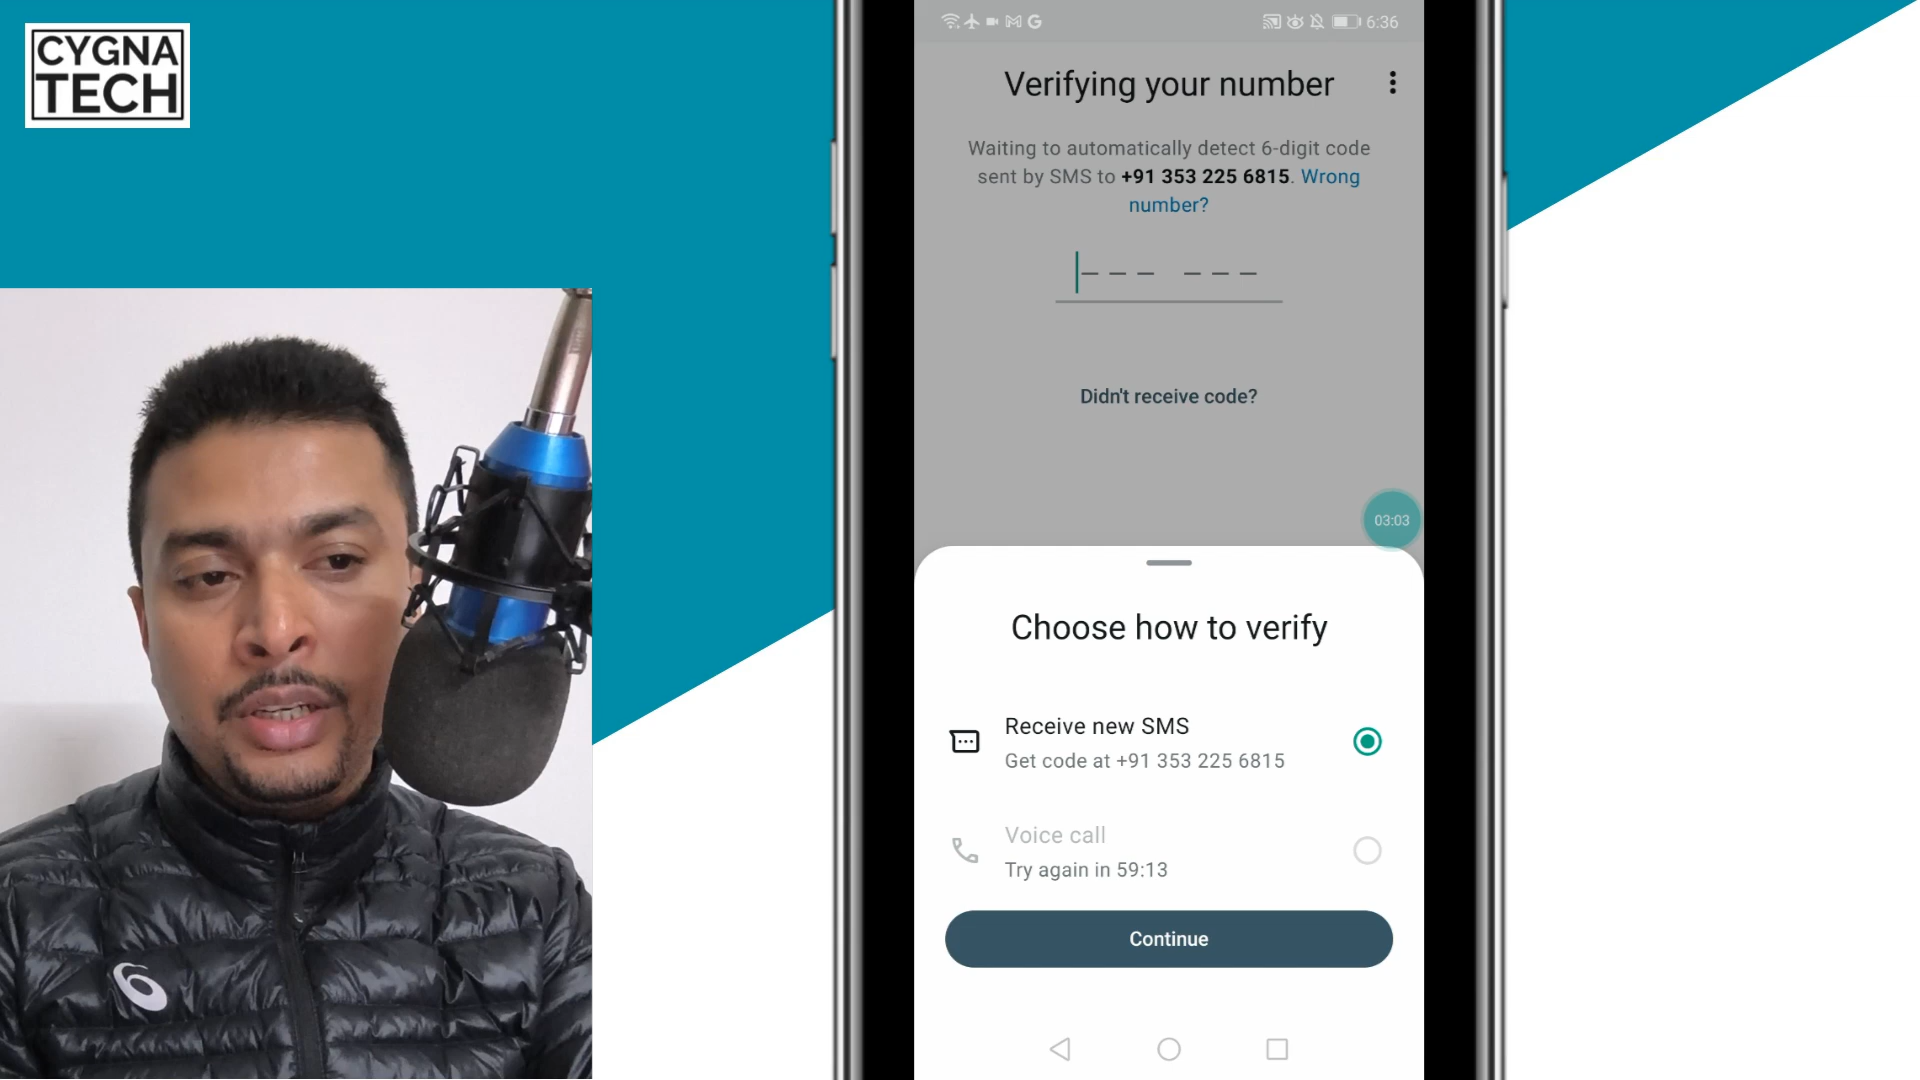 CYGNA
TECH
6:36
Verifying your number
Waiting to automatically detect 6-digit code
sent by SMS to +91 353 225 6815. Wrong
number?
Didn't receive code?
03:03
Choose how to verify
Receive new SMS
Get code at +91 353 225 6815
Voice call
Try again in 59:13
Continue